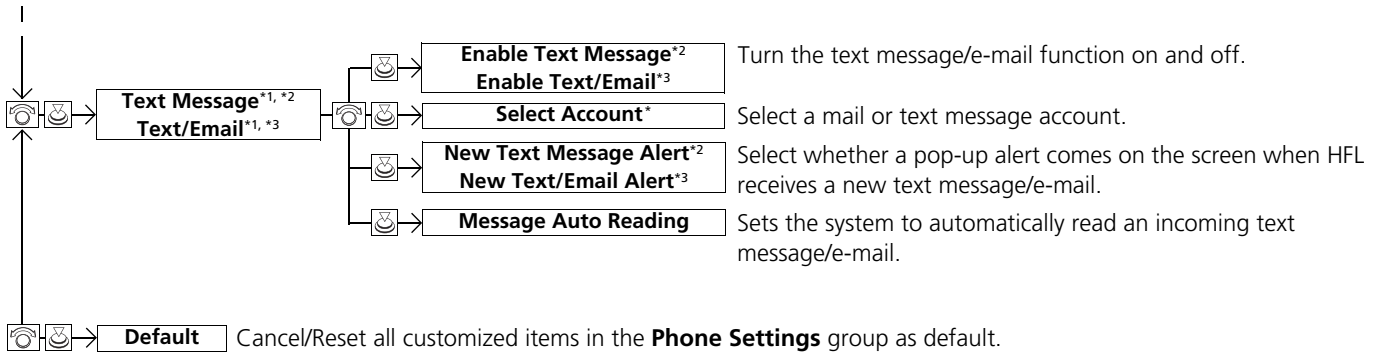 Enable Text Message*2
Enable Text/Email*3
Turn the text message/e-mail function on and off.
Text Message*1, *2
Text/Email*1, *3
Select Account*
Select a mail or text message account.
New Text Message Alert*2
New Text/Email Alert*3
Select whether a pop-up alert comes on the screen when HFL
receives a new text message/e-mail.
Message Auto Reading
Sets the system to automatically read an incoming text
message/e-mail.
Default
Cancel/Reset all customized items in the Phone Settings group as default.